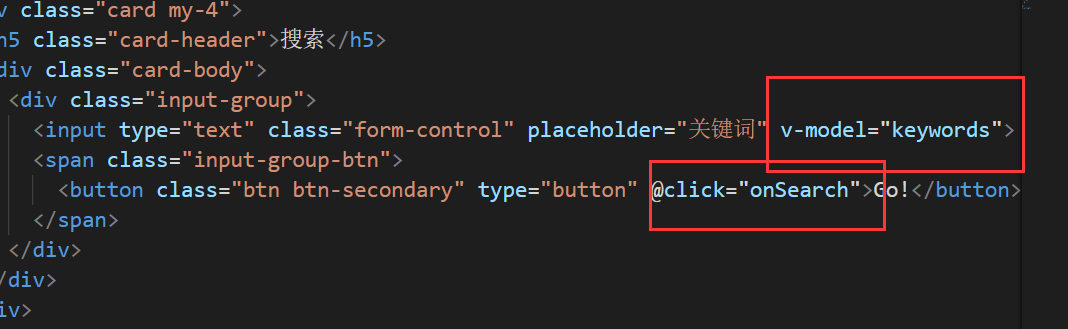 v class="card my-4">
h5 class="card-header">搜索</h5>
div class="card-body">
<div class="input-group">
<input type="text" class="form-control" placeholder="关键词" v-model="keywords">
<span class="input-group-btn">
<button class="btn btn-secondary" type="button" @click="onSearch">Go!</button>
</span>
</div>
/div>
iv>